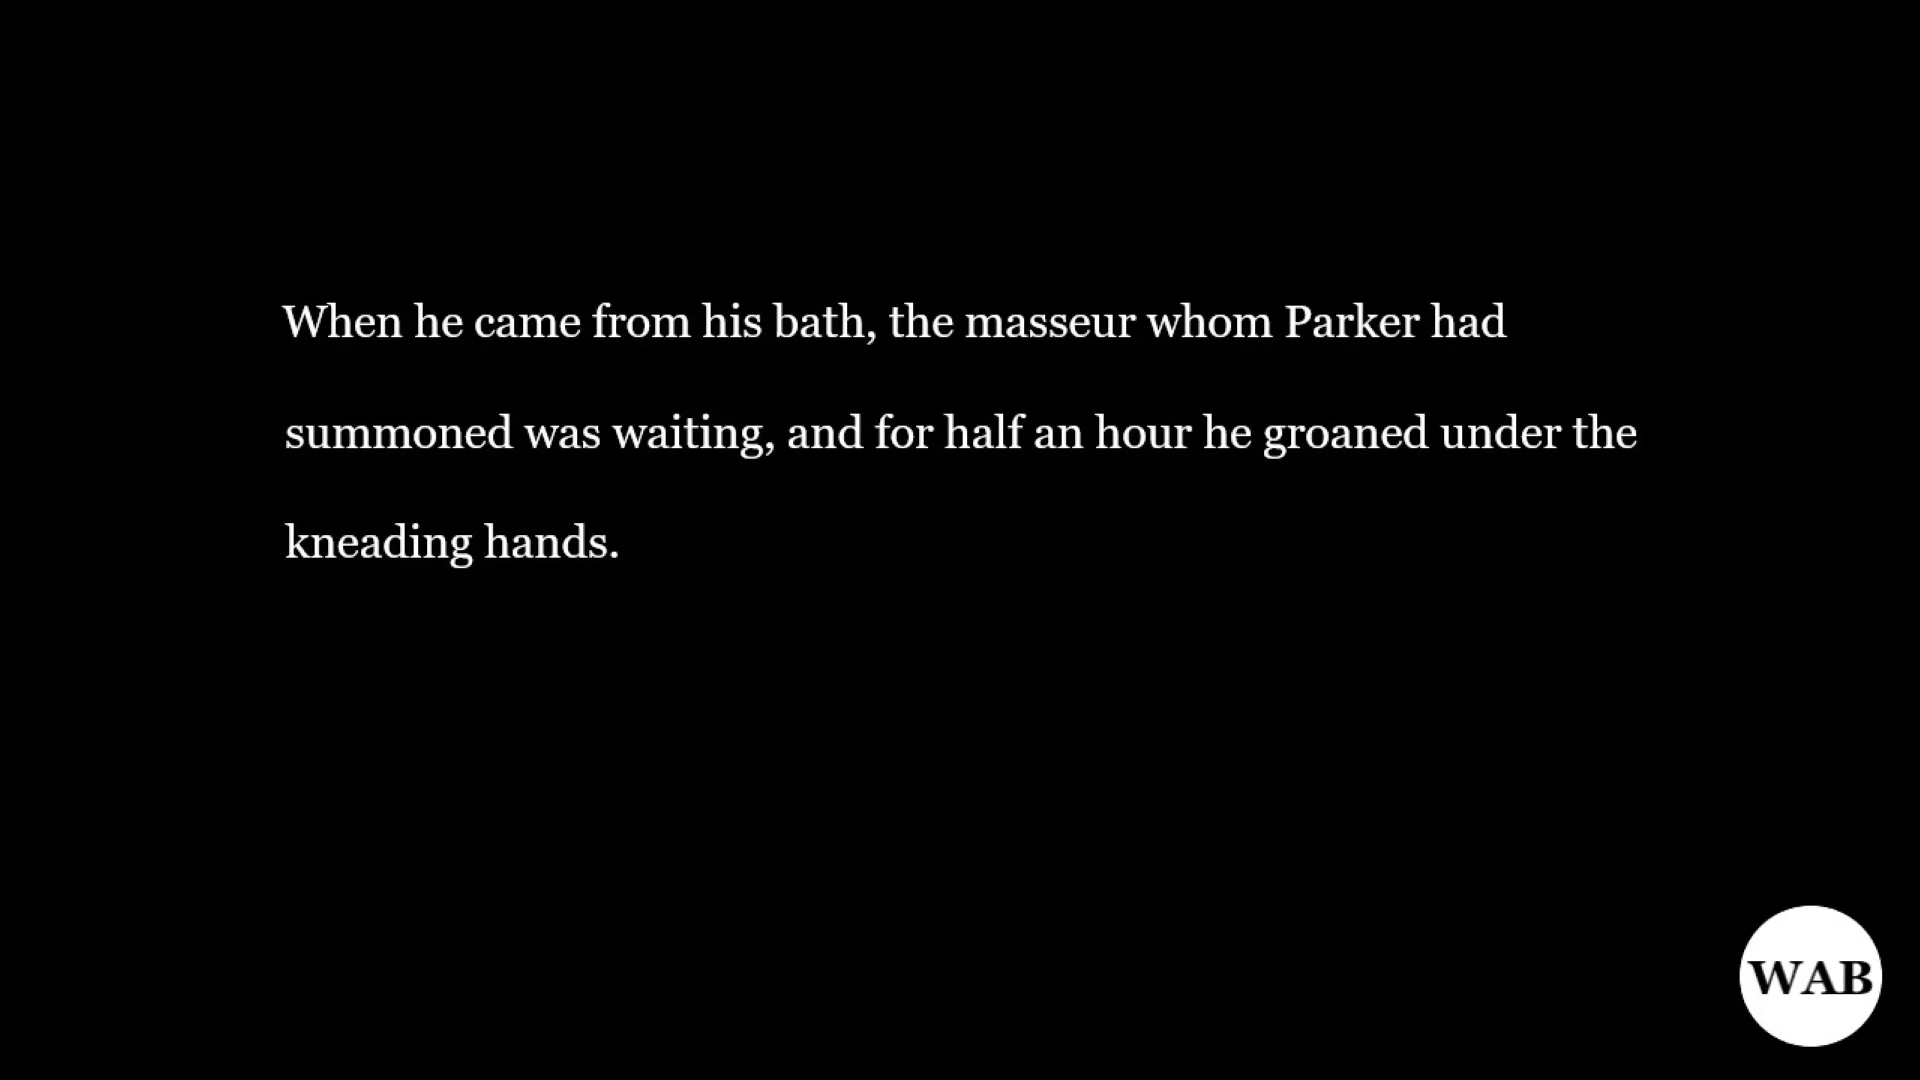 When he came from his bath, the masseur whom Parker had
summoned was waiting, and for half an hour he groaned under the
kneading hands.
WAB